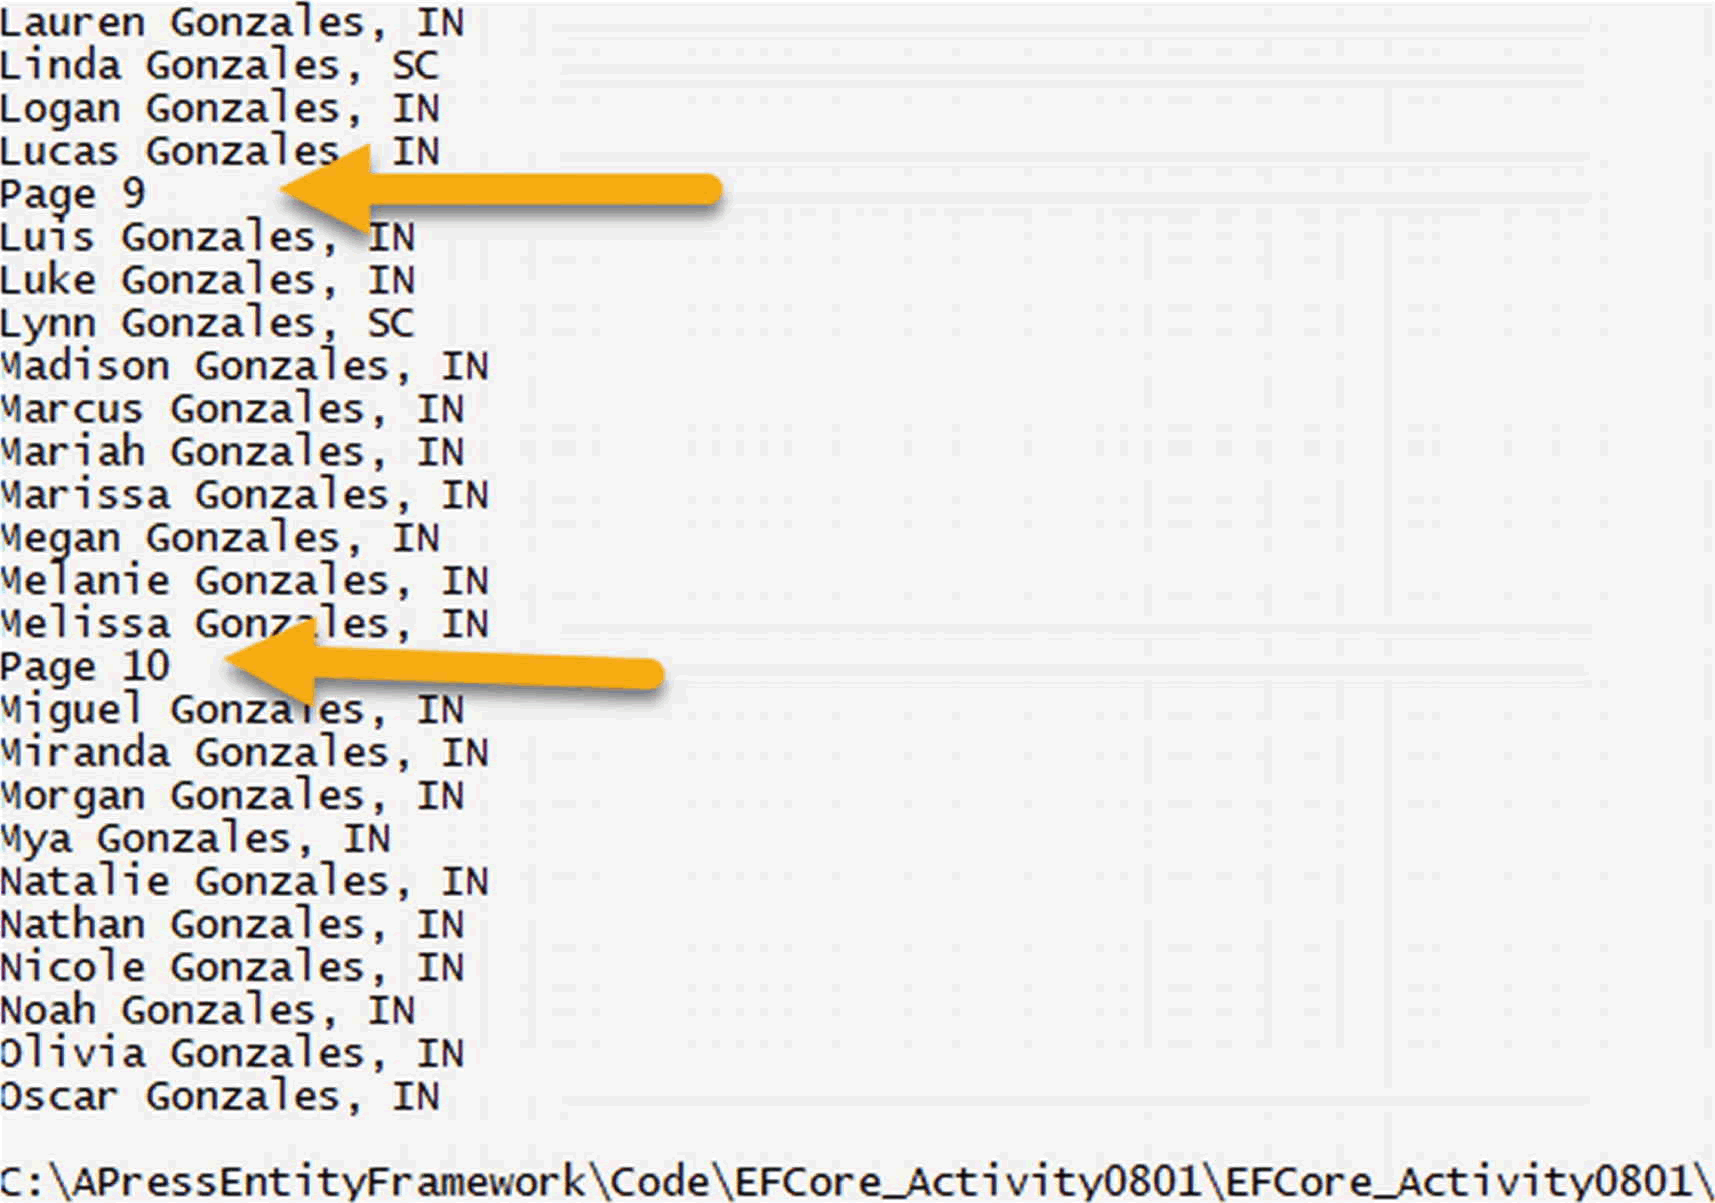 Lauren Gonzales, IN
Linda Gonzales, SC
Logan Gonzales, IN
Lucas Gonzales, IN
Page 9
Luis Gonzales, IN
Luke Gonzales, IN
Lynn Gonzales, SC
Madison Gonzales, IN
Marcus Gonzales, IN
Mariah Gonzales, IN
Marissa Gonzales, IN
Megan Gonzales, IN
Melanie Gonzales, IN
Melissa Gonzales, IN
Page 10
Miguel Gonzales, IN
Miranda Gonzales, IN
Morgan Gonzales, IN
Mya Gonzales, IN
Natalie Gonzales, IN
Nathan Gonzales, IN
Nicole Gonzales, IN
Noah Gonzales, IN
Olivia Gonzales, IN
Oscar Gonzales, IN
C:\APressEntityFramework\Code\EFCore_Activity0801\EFCore_Activity0801\